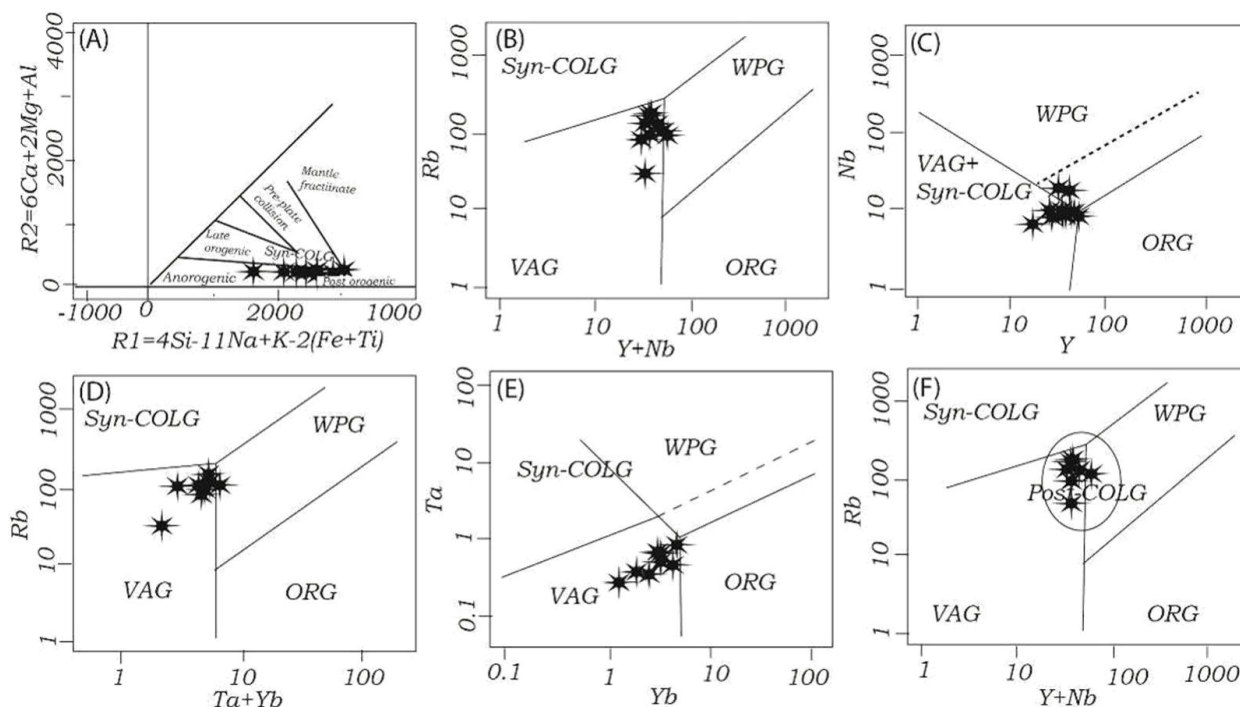 (A)
4000
2000
0
R2=6Ca+2Mg+Al
Mantle
fractiinate
Pre-plate
collision
Late
orogenic
Syn-COLG
Anorogenic
Post orogenic
-1000
0
2000
1000
R1=4Si-11Na+K-2(Fe+Ti)
(B)
Syn-COLG
WPG
VAG
ORG
1000
100
10
1
Rb
1
10
100
1000
Y+Nb
(C)
WPG
VAG+
Syn-COLG
ORG
1000
100
10
1
Nb
1
10
100
1000
Y
(D)
Syn-COLG
WPG
VAG
ORG
1000
100
10
1
Rb
1
10
100
Ta+Yb
(E)
WPG
Syn-COLG
VAG
ORG
100
10
1
0.1
Ta
0.1
10
100
Yb
(F)
Syn-COLG
WPG
Post-COLG
VAG
ORG
1000
100
10
1
Rb
1
10
100
1000
Y+Nb